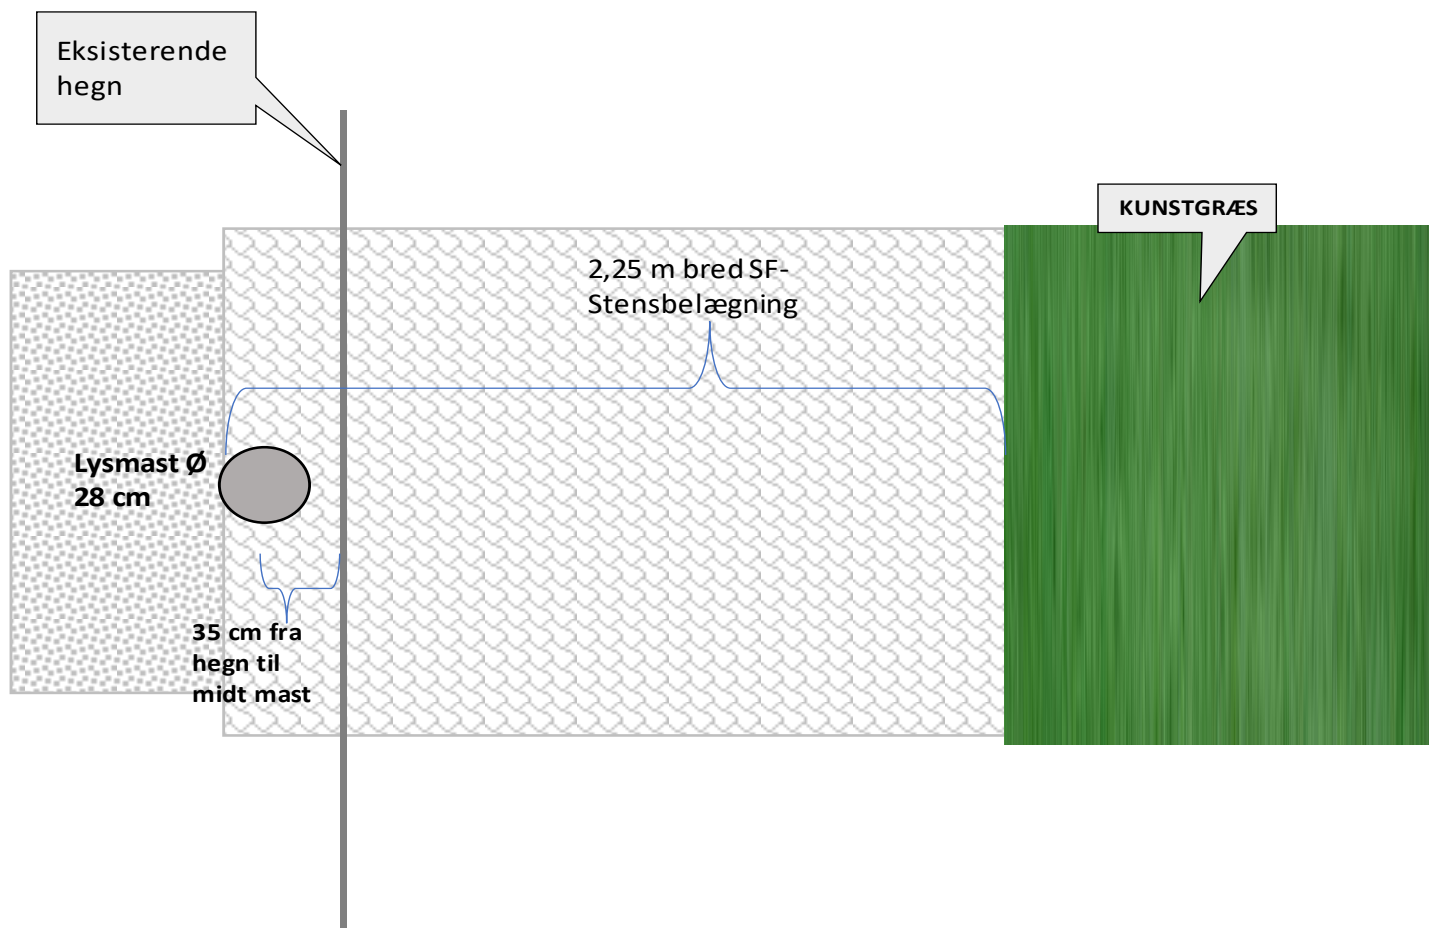 Eksisterende
hegn
KUNSTGRÆS
2,25 m bred SF-
Stensbelægning
Lysmast Ø
28 cm
35 cm fra
hegn til
midt mast